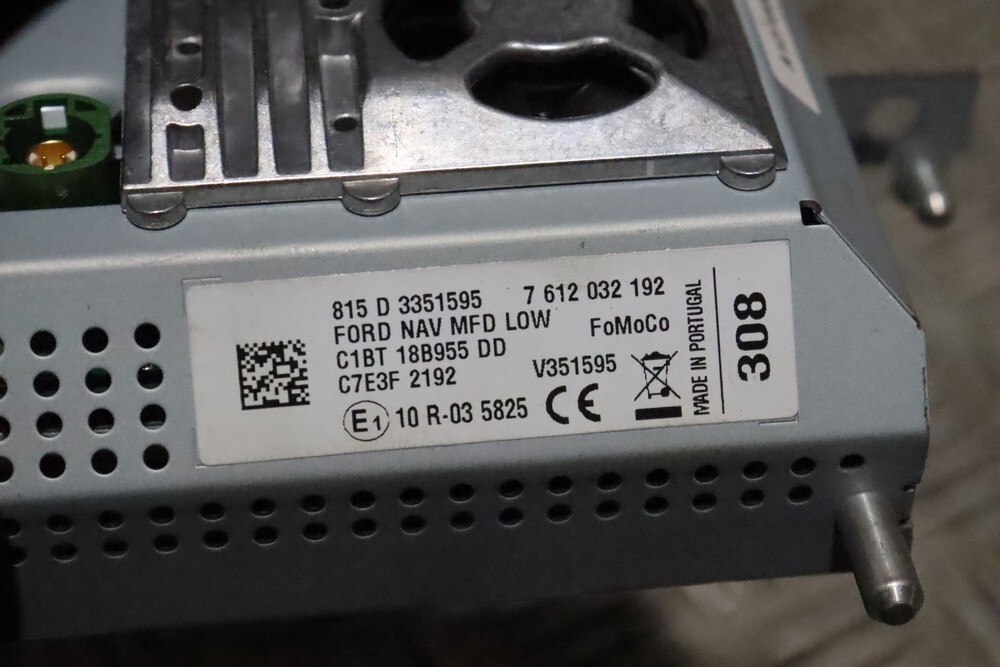 815 D 3351595 7 612 032 192
FORD NAV MFD LOW FoMoCo
C1BT 18B955 DD
C7E3F 2192 V351595
E1 10 R-03 5825 CE
MADE IN PORTUGAL
308